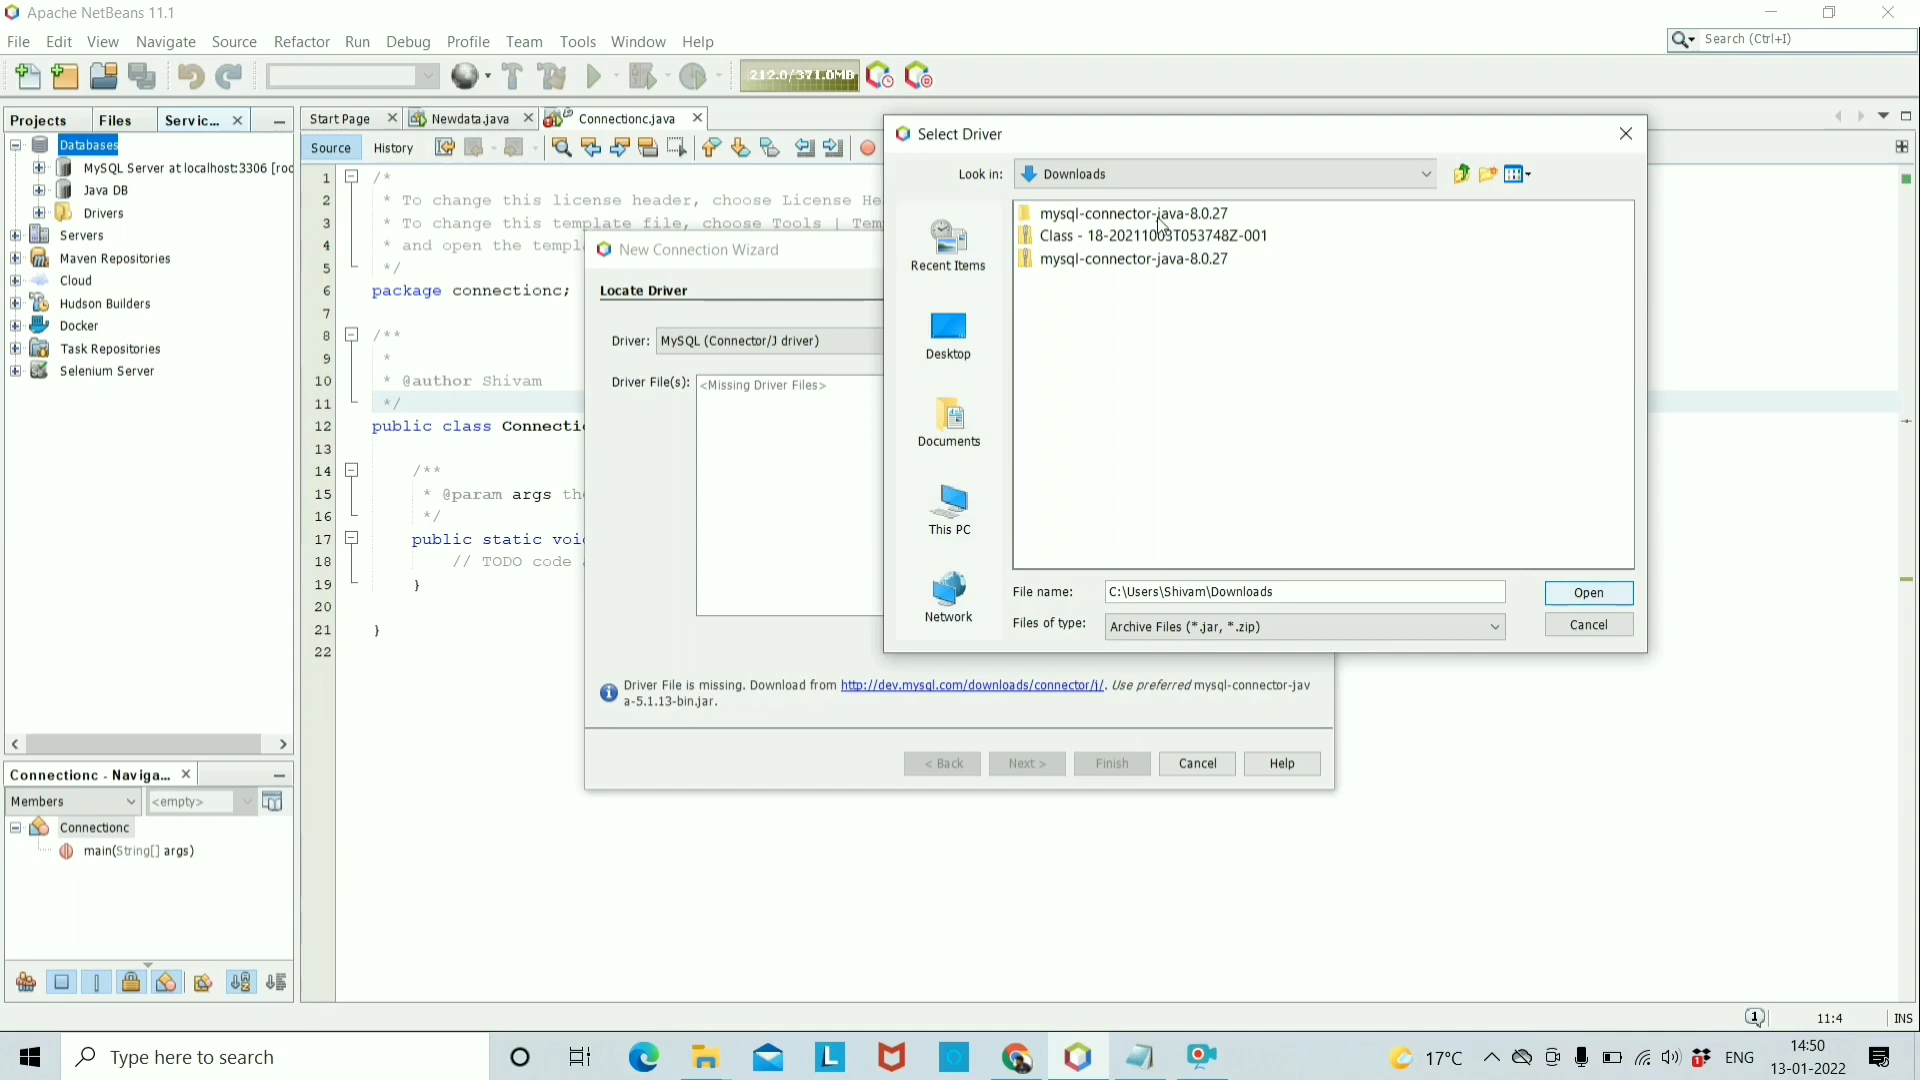 Apache NetBeans 11.1
File Edit View Navigate Source Refactor Run Debug Profile Team Tools Window Help
Search (Ctrl+I)
212.0/371.0MB
Projects Files Servic...
Databases
MySQL Server at localhost:3306 [roo
Java DB
Drivers
Servers
Maven Repositories
Cloud
Hudson Builders
Docker
Task Repositories
Selenium Server
Connectionc - Naviga...
Members <empty>
Connectionc
main(String[] args)
Start Page Newdata.java Connectionc.java
Source History
1 /*
2 * To change this license header, choose License He
3 * To change this template file, choose Tools | Tem
4 * and open the templ
5 */
6 package connectionc;
7
8 /**
9 *
10 * @author Shivam
11 */
12 public class Connecti
13
14 /**
15 * @param args th
16 */
17 public static voi
18 // TODO code
19 }
20
21 }
22
New Connection Wizard
Locate Driver
Driver: MySQL (Connector/J driver)
Driver File(s): <Missing Driver Files>
Driver File is missing. Download from http://dev.mysql.com/downloads/connector/j/. Use preferred mysql-connector-jav
a-5.1.13-bin.jar.
< Back Next > Finish Cancel Help
Select Driver
Look in: Downloads
Recent Items
Desktop
Documents
This PC
Network
mysql-connector-java-8.0.27
Class - 18-20211003T053748Z-001
mysql-connector-java-8.0.27
File name: C:\Users\Shivam\Downloads Open
Files of type: Archive Files (*.jar, *.zip) Cancel
1 11:4 INS
Type here to search
L
17°C
1
ENG
14:50
13-01-2022